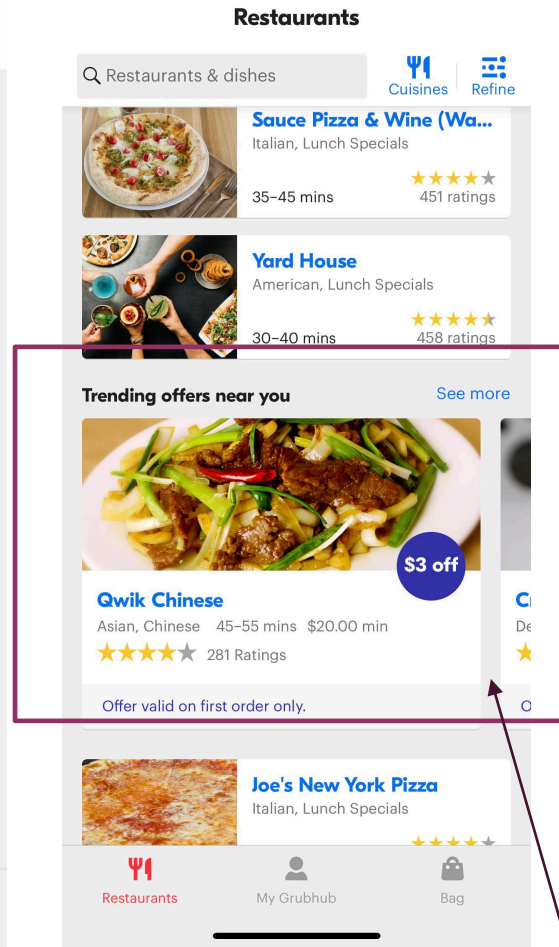 Restaurants
Restaurants & dishes
Cuisines
Refine
Sauce Pizza & Wine (Wa...
Italian, Lunch Specials
35–45 mins
451 ratings
Yard House
American, Lunch Specials
30–40 mins
458 ratings
Trending offers near you
See more
$3 off
Qwik Chinese
Asian, Chinese 45–55 mins $20.00 min
281 Ratings
Offer valid on first order only.
Joe's New York Pizza
Italian, Lunch Specials
Restaurants
My Grubhub
Bag